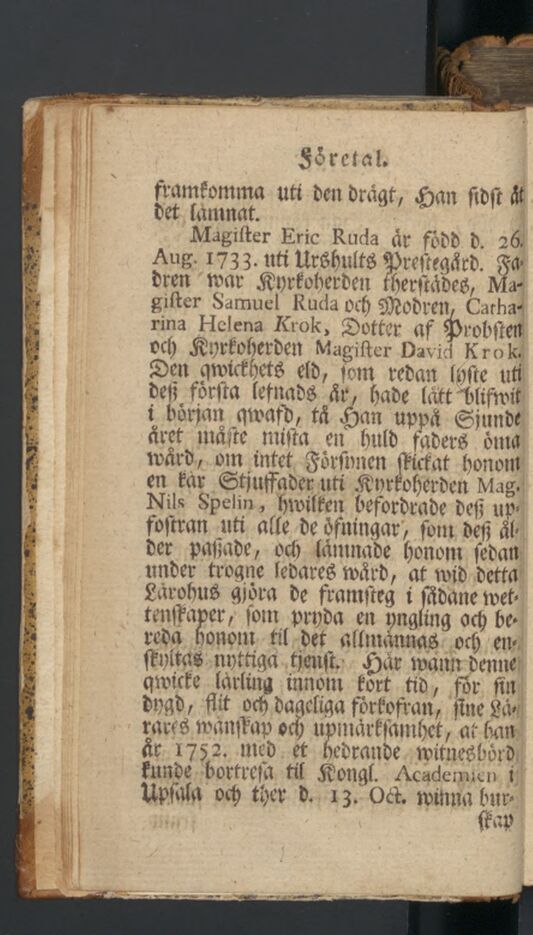 Företal.
framkomma uti den drägt, Han sidst åt
det lämnat.
Magister Eric Ruda är född d. 26.
Aug. 1733. uti Urshults Prestegård. Fa-
dren war Kyrkoherden therstädes, Ma-
gister Samuel Ruda och Modren, Catha-
rina Helena Krok, Dotter af Probsten
och Kyrkoherden Magister David Krok.
Den qwickhets eld, som redan lyste uti
desz första lefnads år, hade lätt blifwit
i början qwafd, tå Han uppå Sjunde
året måste mista en huld faders öma
wård, om intet Försynen skickat honom
en kär Stjuffader uti Kyrkoherden Mag.
Nils Spelin, hwilken befordrade desz up-
fostran uti alle de öfningar, som desz ål-
der paszade, och lämnade honom sedan
under trogne ledares wård, at wid detta
Lärohus gjöra de framsteg i sådane wet-
tenskaper, som pryda en yngling och be-
reda honom til det allmännas och en-
skyltas nyttiga tjenst. Här wann denne
qwicke lärling innom kort tid, för sin
dygd, flit och dageliga förkofran, sine Lä-
rares wänskap och upmärksamhet, at han
år 1752. med et hedrande witnesbörd
kunde bortresa til Kongl. Academien i
Upsala och ther d. 13. Oct. winna bur-
skap